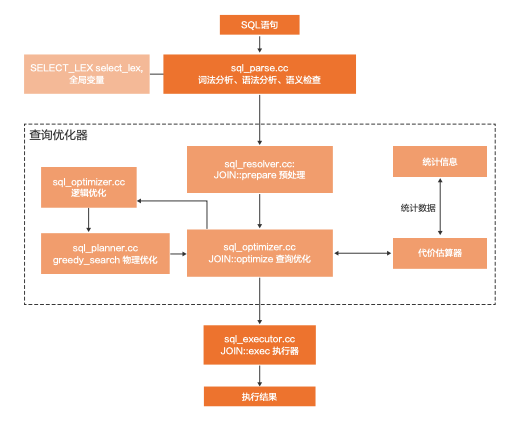 SQL语句
SELECT_LEX select_lex,
全局变量
sql_parse.cc
词法分析、语法分析、语义检查
查询优化器
sql_resolver.cc:
JOIN::prepare 预处理
统计信息
sql_optimizer.cc
逻辑优化
统计数据
sql_planner.cc
greedy_search 物理优化
sql_optimizer.cc
JOIN::optimize 查询优化
代价估算器
sql_executor.cc
JOIN::exec 执行器
执行结果